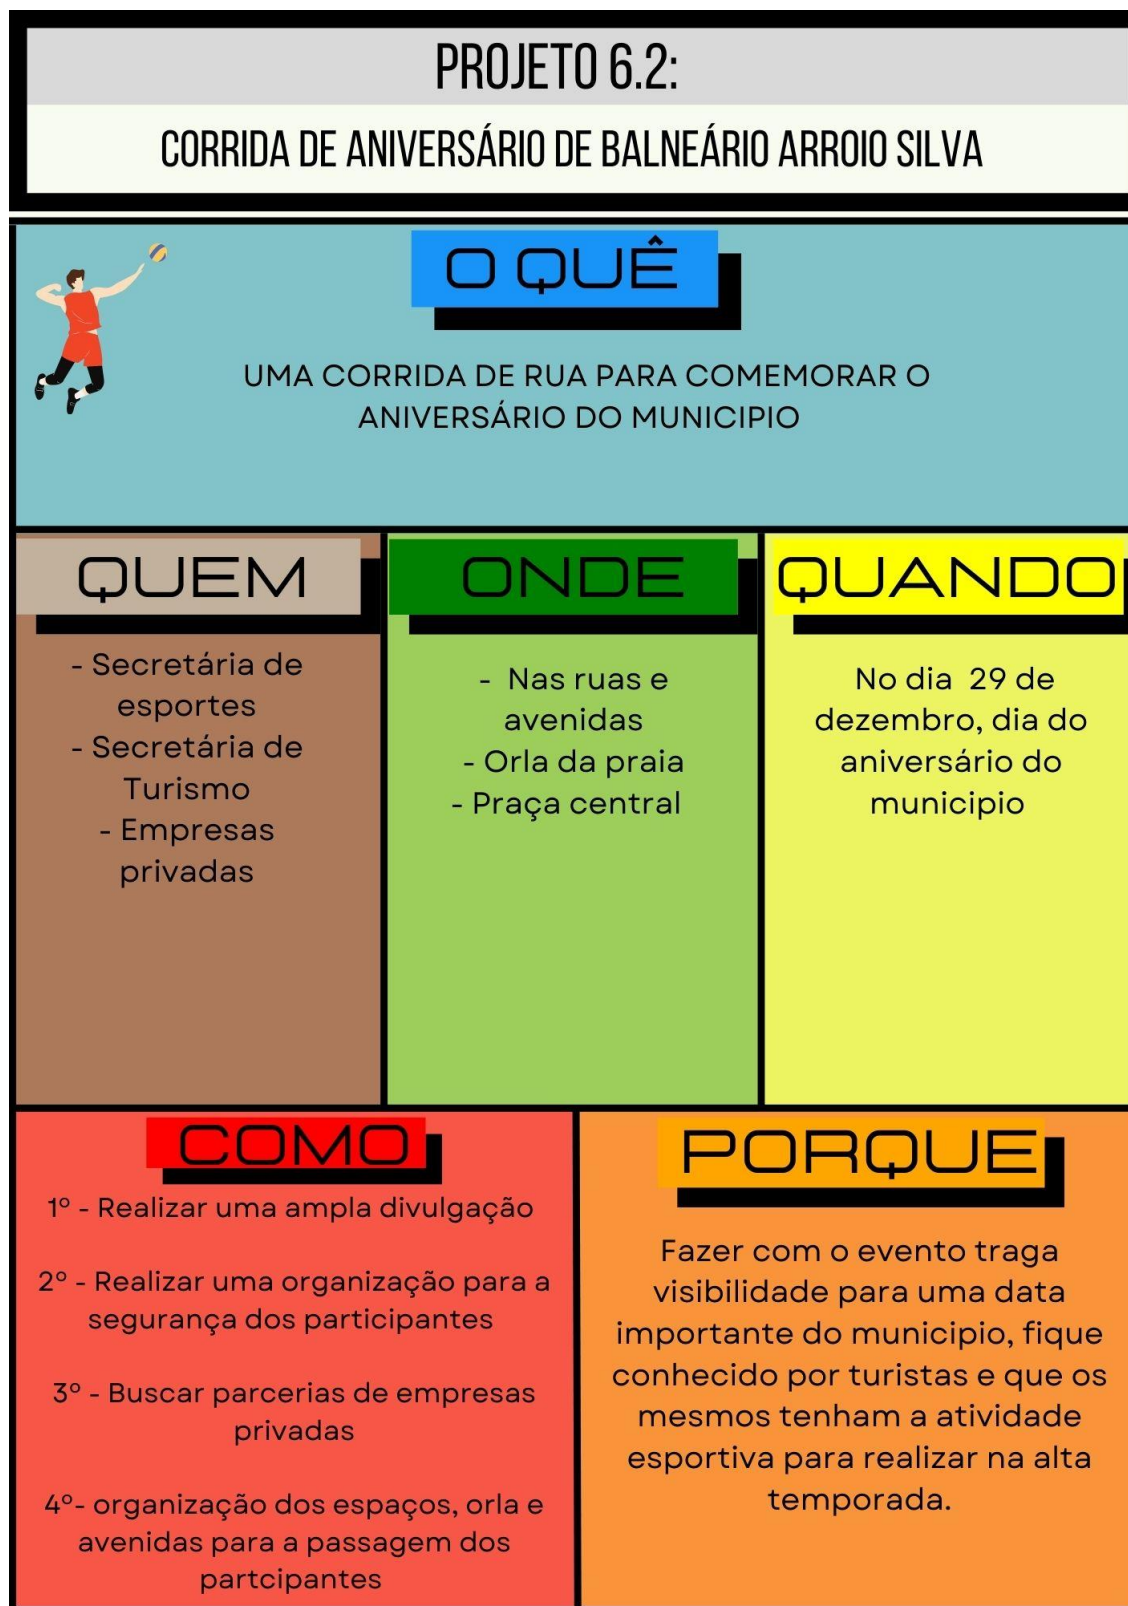 PROJETO 6.2:
CORRIDA DE ANIVERSÁRIO DE BALNEÁRIO ARROIO SILVA
O QUÊ
UMA CORRIDA DE RUA PARA COMEMORAR O
ANIVERSÁRIO DO MUNICIPIO
QUEM
- Secretária de
esportes
- Secretária de
Turismo
- Empresas
privadas
ONDE
- Nas ruas e
avenidas
- Orla da praia
- Praça central
QUANDO
No dia 29 de
dezembro, dia do
aniversário do
municipio
COMO
1º - Realizar uma ampla divulgação
2º - Realizar uma organização para a
segurança dos participantes
3º - Buscar parcerias de empresas
privadas
4º- organização dos espaços, orla e
avenidas para a passagem dos
partcipantes
PORQUE
Fazer com o evento traga
visibilidade para uma data
importante do municipio, fique
conhecido por turistas e que os
mesmos tenham a atividade
esportiva para realizar na alta
temporada.